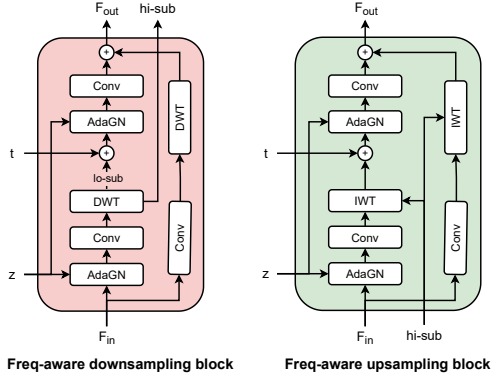 F_out hi-sub
Conv
AdaGN
DWT
t
lo-sub
DWT
Conv
Conv
z
AdaGN
F_in
Freq-aware downsampling block
F_out
Conv
AdaGN
IWT
t
IWT
Conv
Conv
z
AdaGN
F_in hi-sub
Freq-aware upsampling block